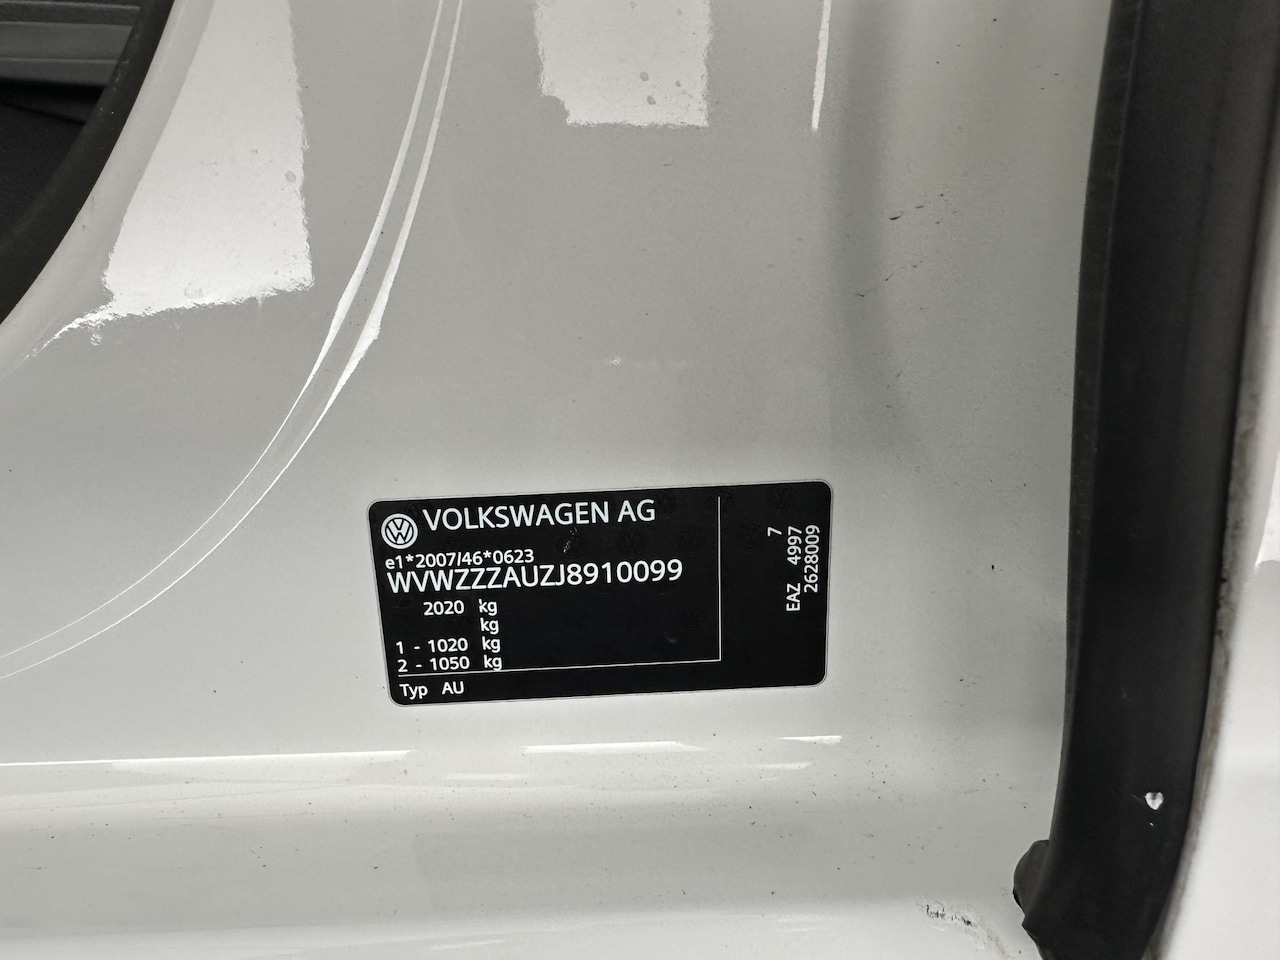 VOLKSWAGEN AG
e1*2007/46*0623
WVWZZZAUZJ8910099
2020 kg
kg
1 - 1020 kg
2 - 1050 kg
Typ AU
7
EAZ 4997
2628009